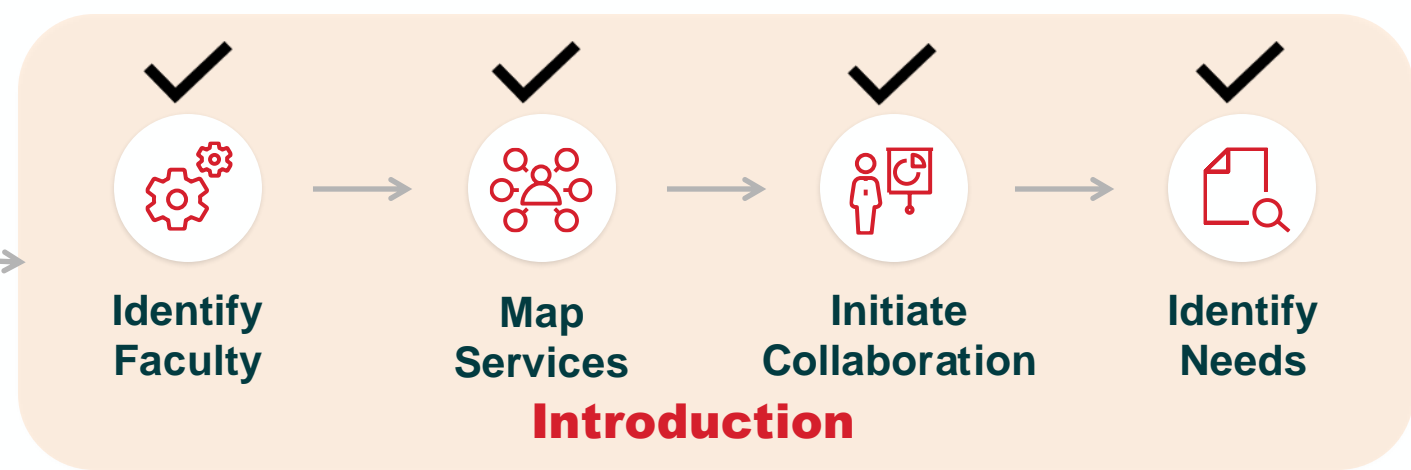 Identify
Faculty
Map
Services
Initiate
Collaboration
Identify
Needs
Introduction